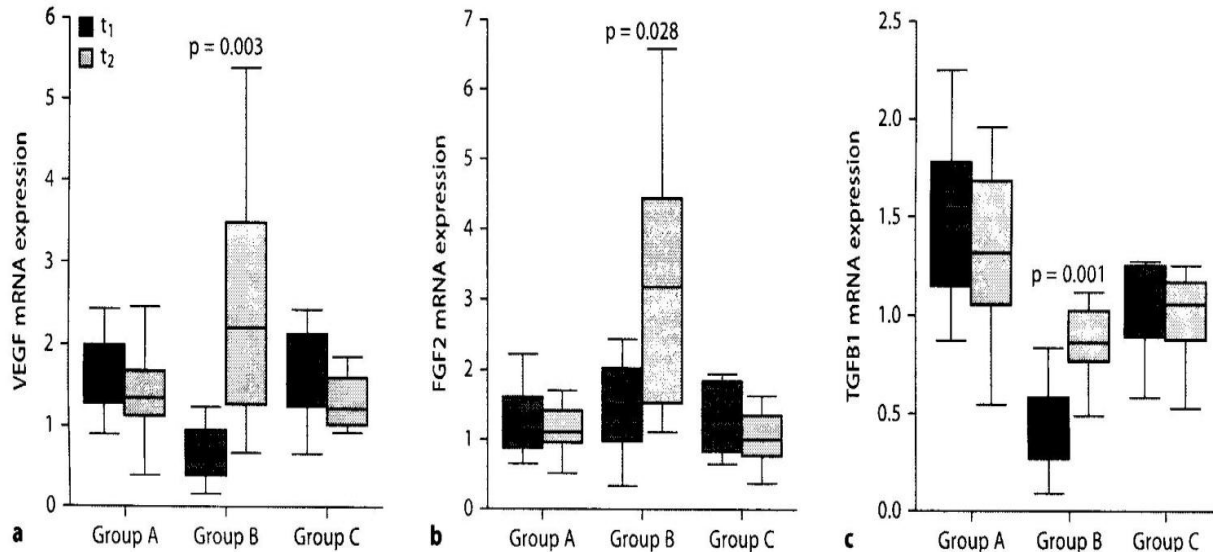 VEGF mRNA expression
6
5
4
3
2
1
0
t1
t2
p = 0.003
Group A Group B Group C
a
FGF2 mRNA expression
7
6
5
4
3
2
1
0
p = 0.028
Group A Group B Group C
b
TGFB1 mRNA expression
2.5
2.0
1.5
1.0
0.5
0
p = 0.001
Group A Group B Group C
c